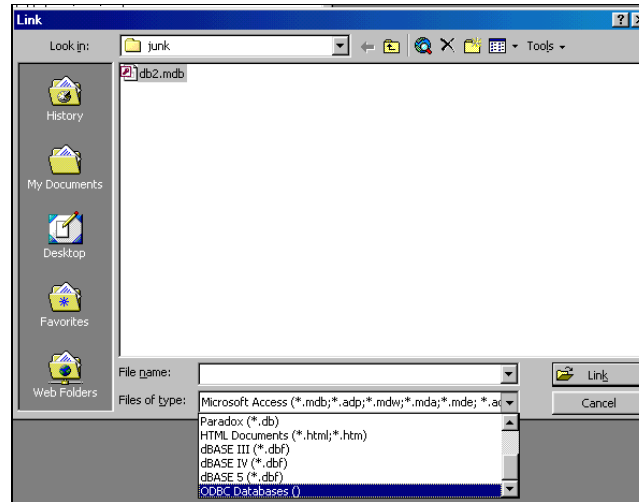 Link
Look in: junk Tools
db2.mdb
History
My Documents
Desktop
Favorites
Web Folders
File name: Link
Files of type: Microsoft Access (*.mdb;*.adp;*.mdw;*.mda;*.mde; *.ac Cancel
Paradox (*.db)
HTML Documents (*.html;*.htm)
dBASE III (*.dbf)
dBASE IV (*.dbf)
dBASE 5 (*.dbf)
ODBC Databases ()